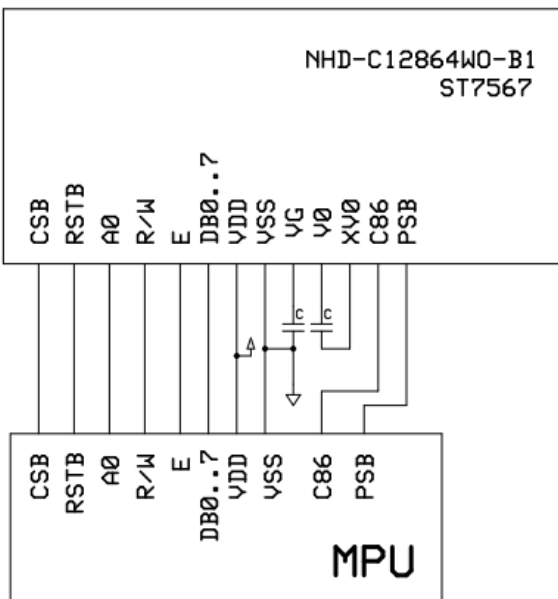 NHD-C12864WO-B1
ST7567
CSB
RSTB
A0
R/W
E
DB0..7
VDD
VSS
VG
V0
XV0
C86
PSB
C
C
CSB
RSTB
A0
R/W
E
DB0..7
VDD
VSS
C86
PSB
MPU